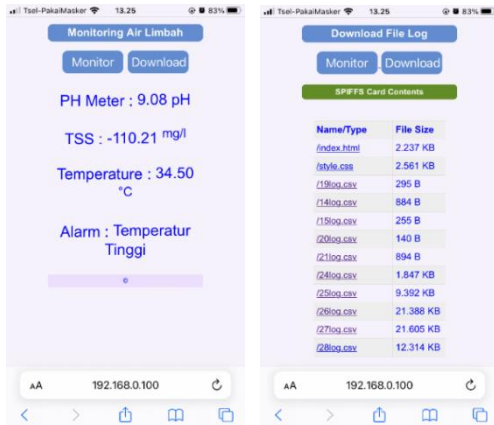 Tsel-PakaiMasker 13.25 83%
Monitoring Air Limbah
Monitor Download
PH Meter : 9.08 pH
TSS : -110.21 mg/l
Temperature : 34.50
°C
Alarm : Temperatur
Tinggi
©
AA 192.168.0.100
Tsel-PakaiMasker 13.25 83%
Download File Log
Monitor Download
SPIFFS Card Contents
Name/Type File Size
/index.html 2.237 KB
/style.css 2.561 KB
/19log.csv 295 B
/14log.csv 884 B
/15log.csv 255 B
/20log.csv 140 B
/21log.csv 894 B
/24log.csv 1.847 KB
/25log.csv 9.392 KB
/26log.csv 21.388 KB
/27log.csv 21.605 KB
/28log.csv 12.314 KB
AA 192.168.0.100